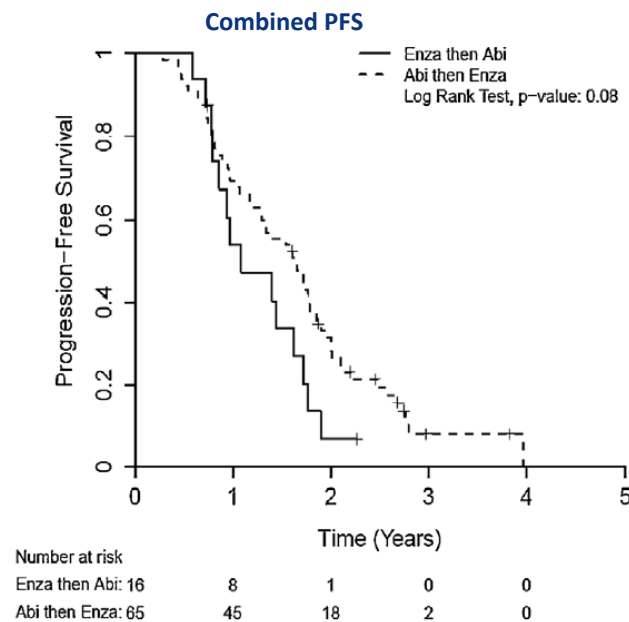 Combined PFS
Enza then Abi
Abi then Enza
Log Rank Test, p-value: 0.08
Progression-Free Survival
1
0.8
0.6
0.4
0.2
0
0 1 2 3 4 5
Time (Years)
Number at risk
Enza then Abi: 16 8 1 0 0
Abi then Enza: 65 45 18 2 0